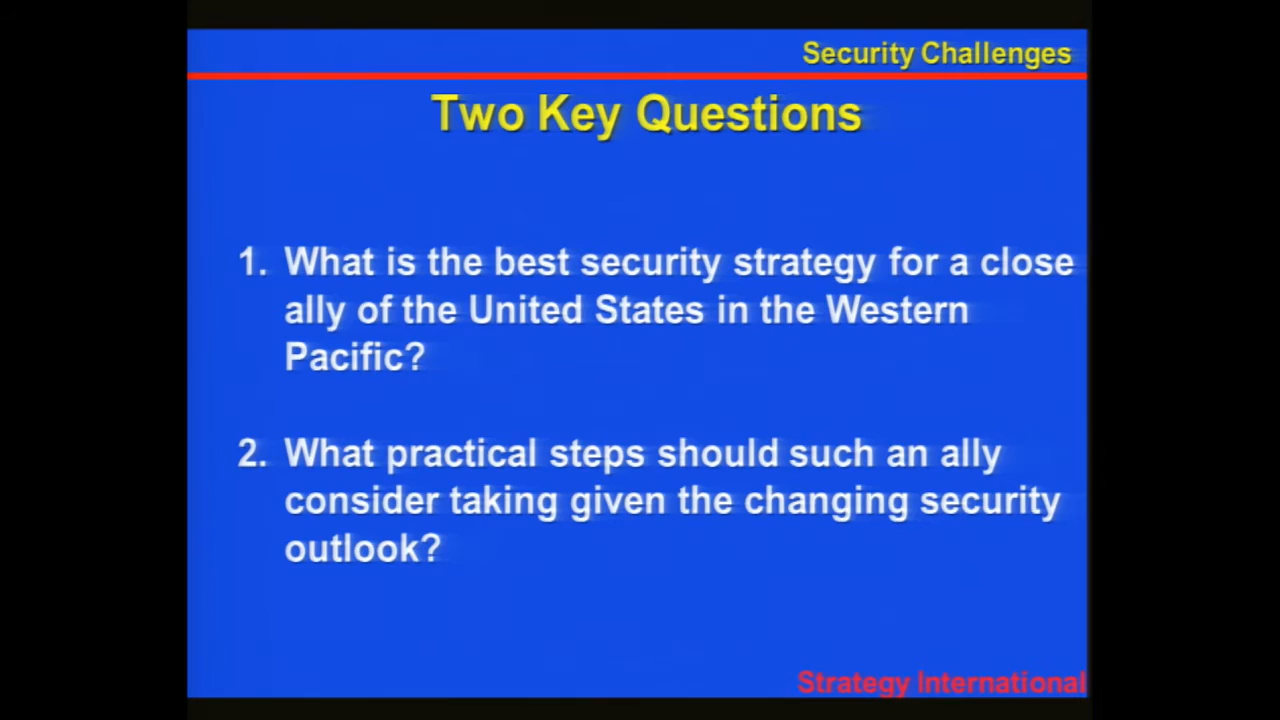 Security Challenges
Two Key Questions
1. What is the best security strategy for a close
ally of the United States in the Western
Pacific?
2. What practical steps should such an ally
consider taking given the changing security
outlook?
Strategy International